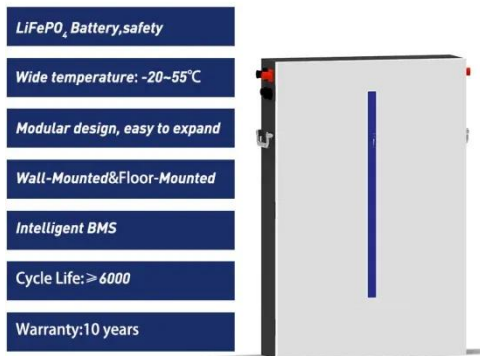 LiFePO₄ Battery,safety
Wide temperature: -20~55℃
Modular design, easy to expand
Wall-Mounted&Floor-Mounted
Intelligent BMS
Cycle Life:≥6000
Warranty:10 years